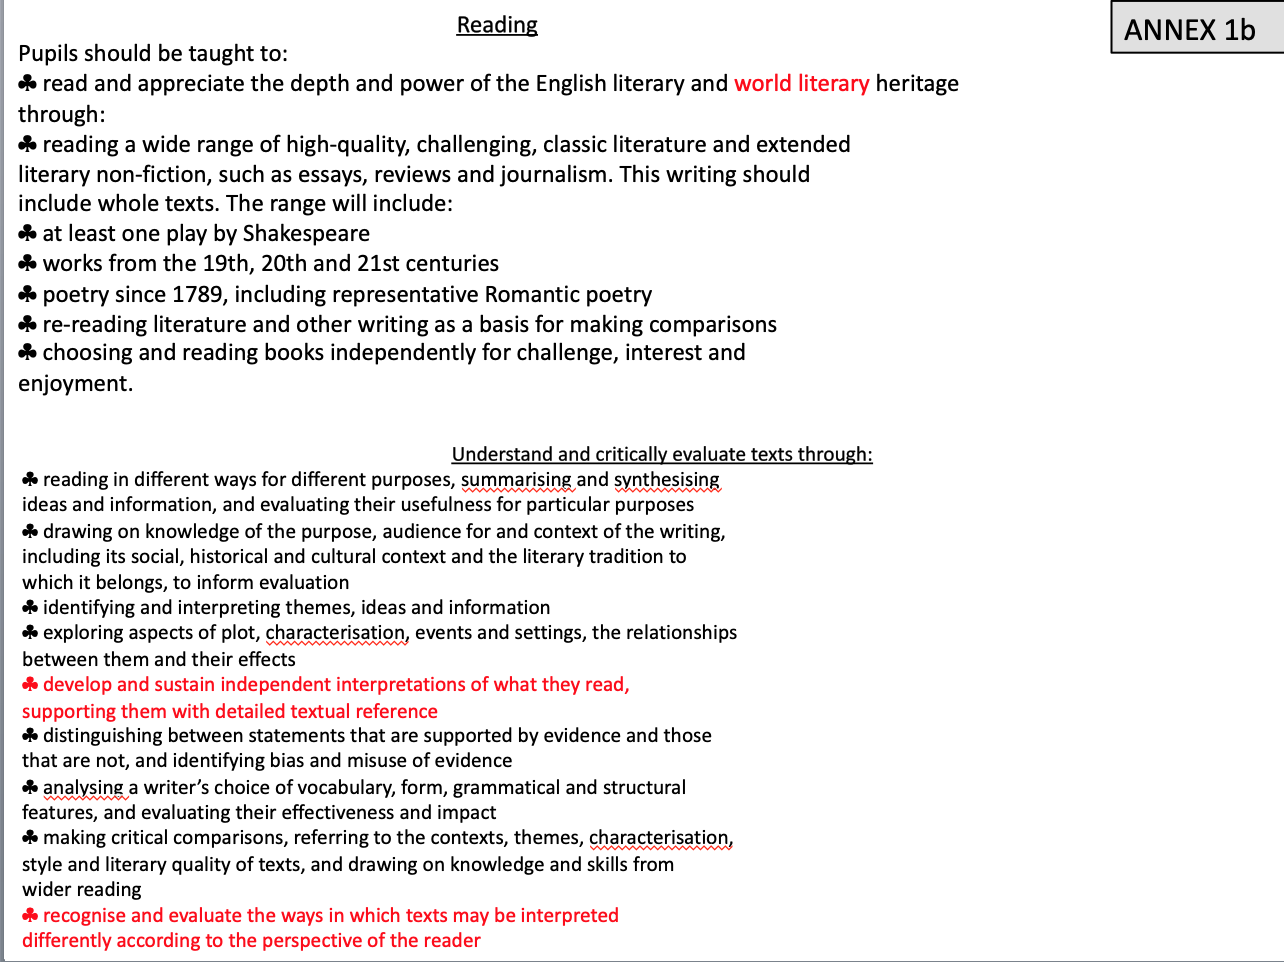 Reading
ANNEX 1b
Pupils should be taught to:
♣ read and appreciate the depth and power of the English literary and world literary heritage
through:
♣ reading a wide range of high-quality, challenging, classic literature and extended
literary non-fiction, such as essays, reviews and journalism. This writing should
include whole texts. The range will include:
♣ at least one play by Shakespeare
♣ works from the 19th, 20th and 21st centuries
♣ poetry since 1789, including representative Romantic poetry
♣ re-reading literature and other writing as a basis for making comparisons
♣ choosing and reading books independently for challenge, interest and
enjoyment.
Understand and critically evaluate texts through:
♣ reading in different ways for different purposes, summarising and synthesising
ideas and information, and evaluating their usefulness for particular purposes
♣ drawing on knowledge of the purpose, audience for and context of the writing,
including its social, historical and cultural context and the literary tradition to
which it belongs, to inform evaluation
♣ identifying and interpreting themes, ideas and information
♣ exploring aspects of plot, characterisation, events and settings, the relationships
between them and their effects
♣ develop and sustain independent interpretations of what they read,
supporting them with detailed textual reference
♣ distinguishing between statements that are supported by evidence and those
that are not, and identifying bias and misuse of evidence
♣ analysing a writer’s choice of vocabulary, form, grammatical and structural
features, and evaluating their effectiveness and impact
♣ making critical comparisons, referring to the contexts, themes, characterisation,
style and literary quality of texts, and drawing on knowledge and skills from
wider reading
♣ recognise and evaluate the ways in which texts may be interpreted
differently according to the perspective of the reader